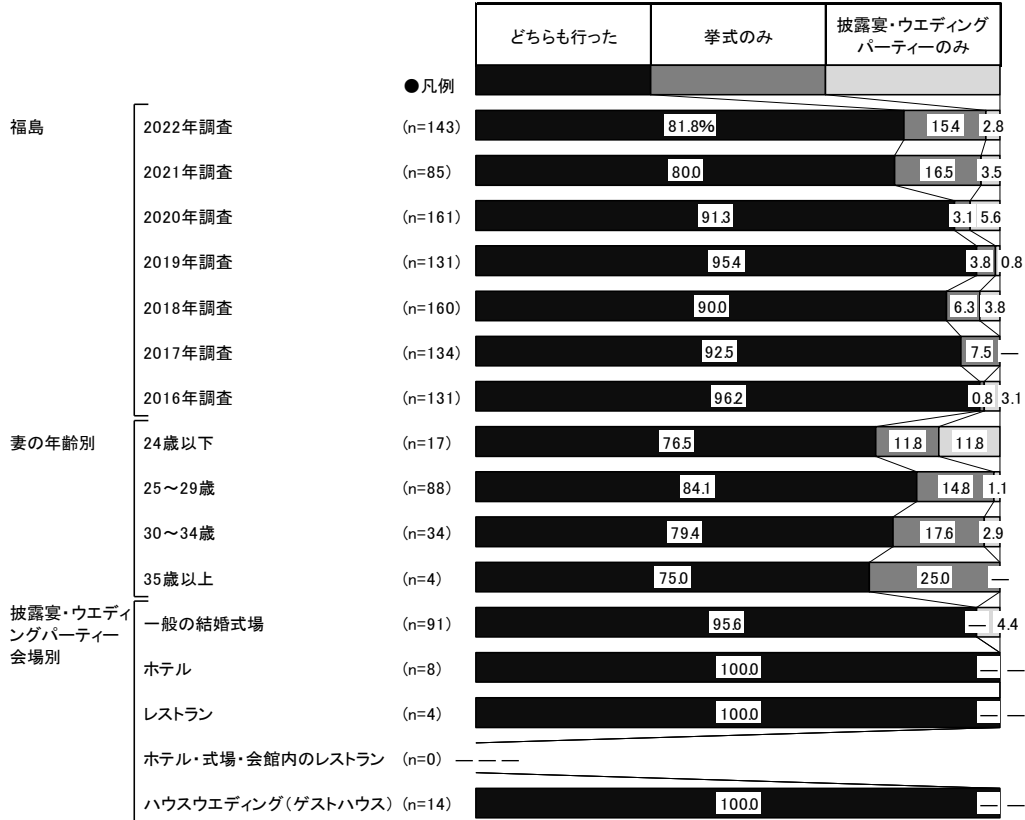 どちらも行った 挙式のみ 披露宴・ウエディング
パーティーのみ
●凡例
福島 2022年調査 (n=143) 81.8% 15.4 2.8
2021年調査 (n=85) 80.0 16.5 3.5
2020年調査 (n=161) 91.3 3.1 5.6
2019年調査 (n=131) 95.4 3.8 0.8
2018年調査 (n=160) 90.0 6.3 3.8
2017年調査 (n=134) 92.5 7.5 —
2016年調査 (n=131) 96.2 0.8 3.1
妻の年齢別 24歳以下 (n=17) 76.5 11.8 11.8
25～29歳 (n=88) 84.1 14.8 1.1
30～34歳 (n=34) 79.4 17.6 2.9
35歳以上 (n=4) 75.0 25.0 —
披露宴・ウエディ
ングパーティー
会場別
一般の結婚式場 (n=91) 95.6 — 4.4
ホテル (n=8) 100.0 — —
レストラン (n=4) 100.0 — —
ホテル・式場・会館内のレストラン (n=0) — — —
ハウスウエディング(ゲストハウス) (n=14) 100.0 — —